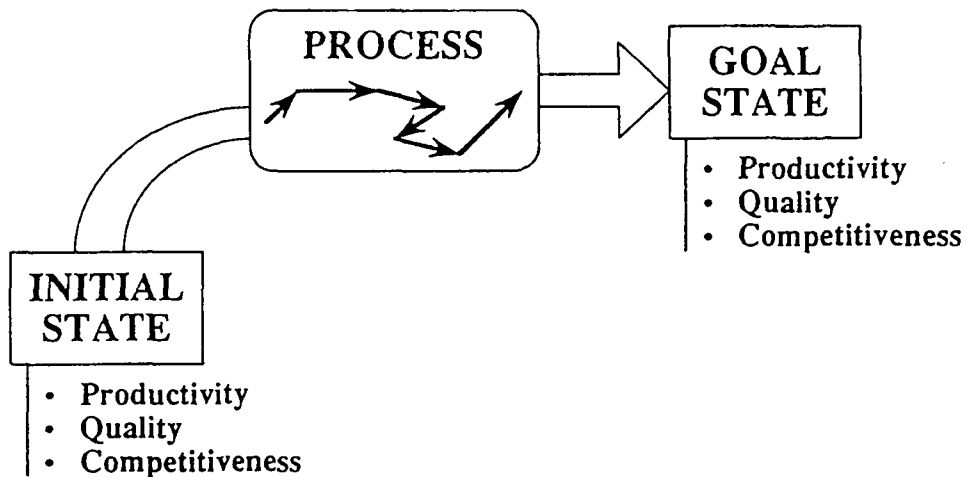 PROCESS
GOAL
STATE
• Productivity
• Quality
• Competitiveness
INITIAL
STATE
• Productivity
• Quality
• Competitiveness